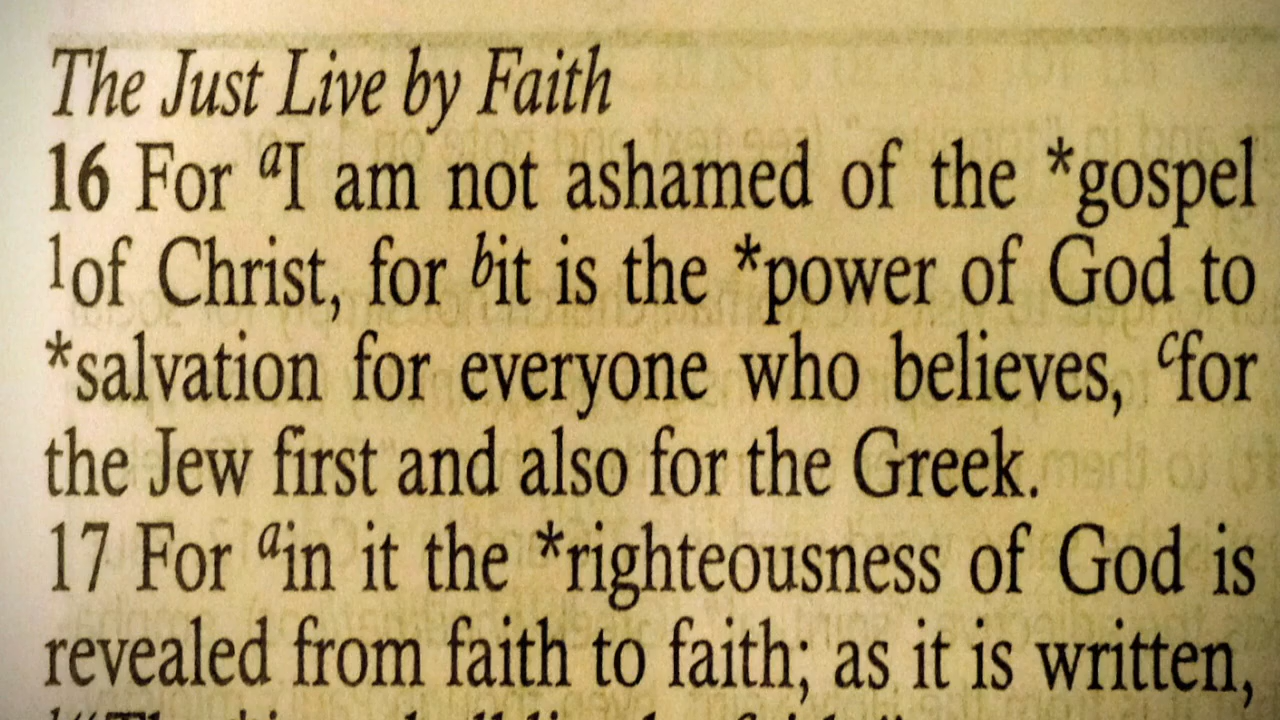 The Just Live by Faith
16 For aI am not ashamed of the *gospel
1of Christ, for bit is the *power of God to
*salvation for everyone who believes, cfor
the Jew first and also for the Greek.
17 For ain it the *righteousness of God is
revealed from faith to faith; as it is written,